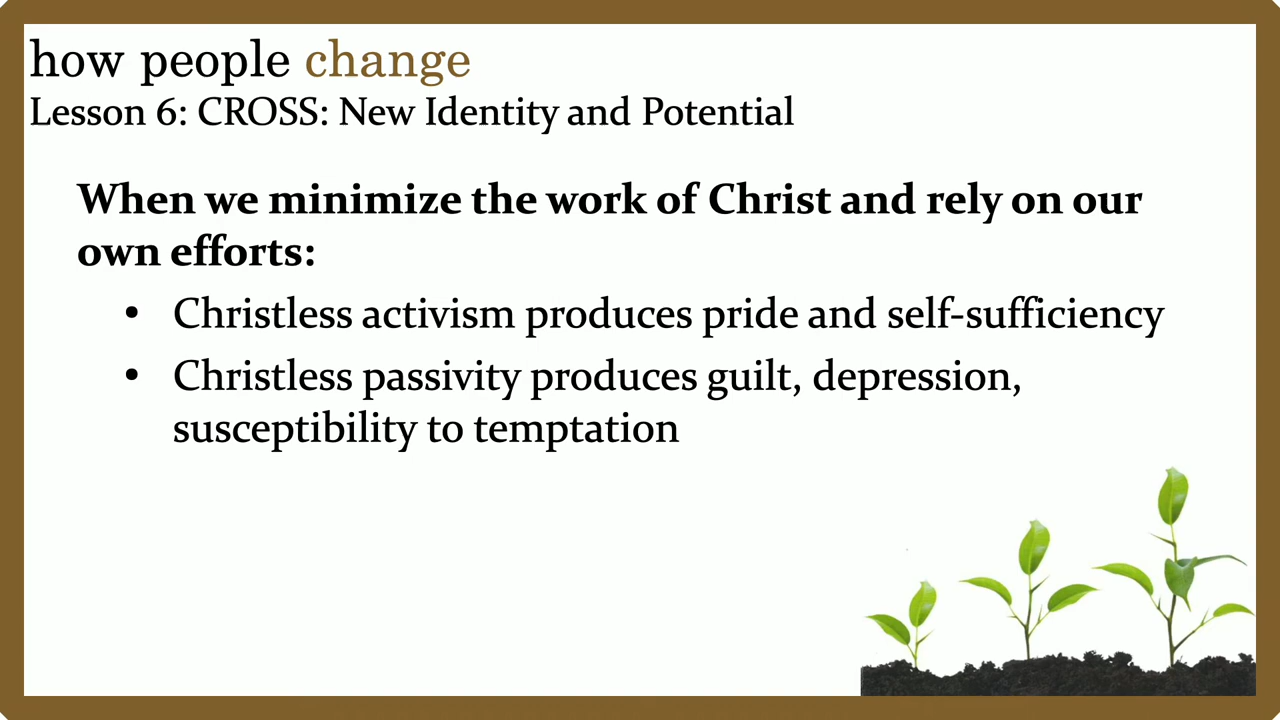 how people change
Lesson 6: CROSS: New Identity and Potential
When we minimize the work of Christ and rely on our
own efforts:
• Christless activism produces pride and self-sufficiency
• Christless passivity produces guilt, depression,
susceptibility to temptation